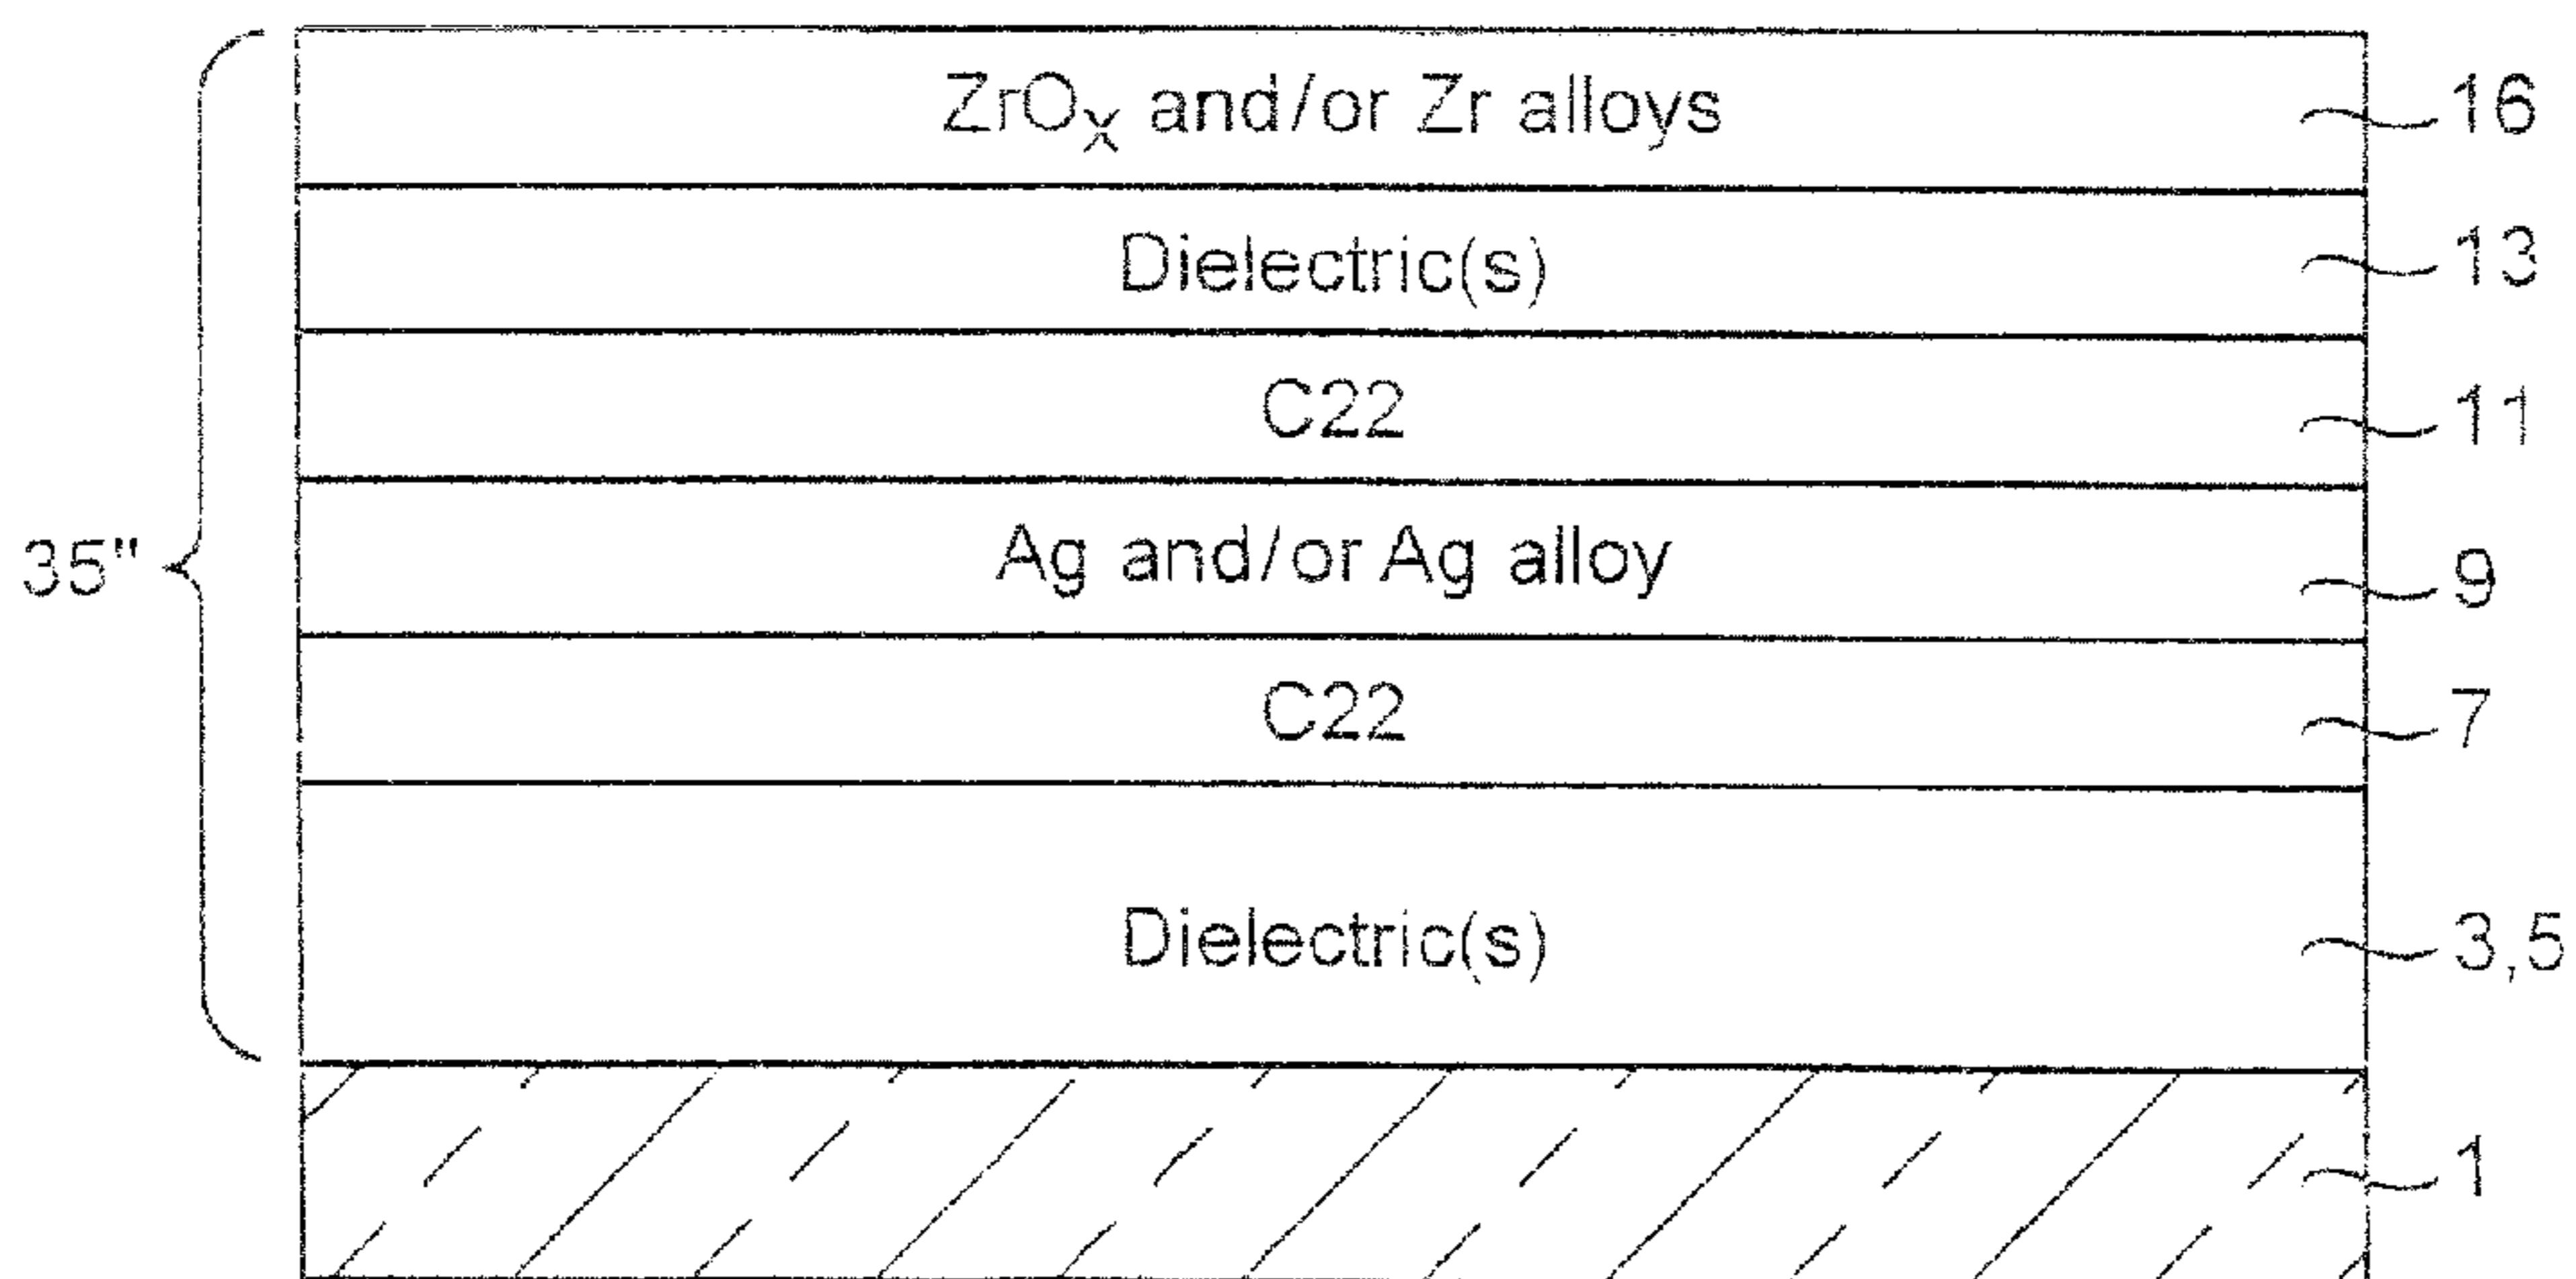 ZrOₓ and/or Zr alloys 16
Dielectric(s) 13
C22 11
Ag and/or Ag alloy 9
35"
C22 7
Dielectric(s) 3,5
1